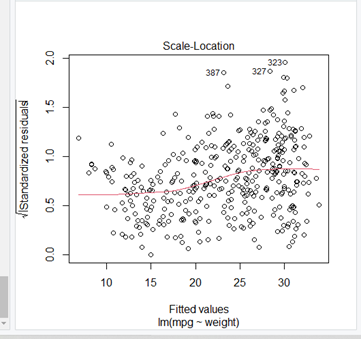 Scale-Location
√|Standardized residuals|
2.0
1.5
1.0
0.5
0.0
387
327
323
10 15 20 25 30
Fitted values
lm(mpg ~ weight)